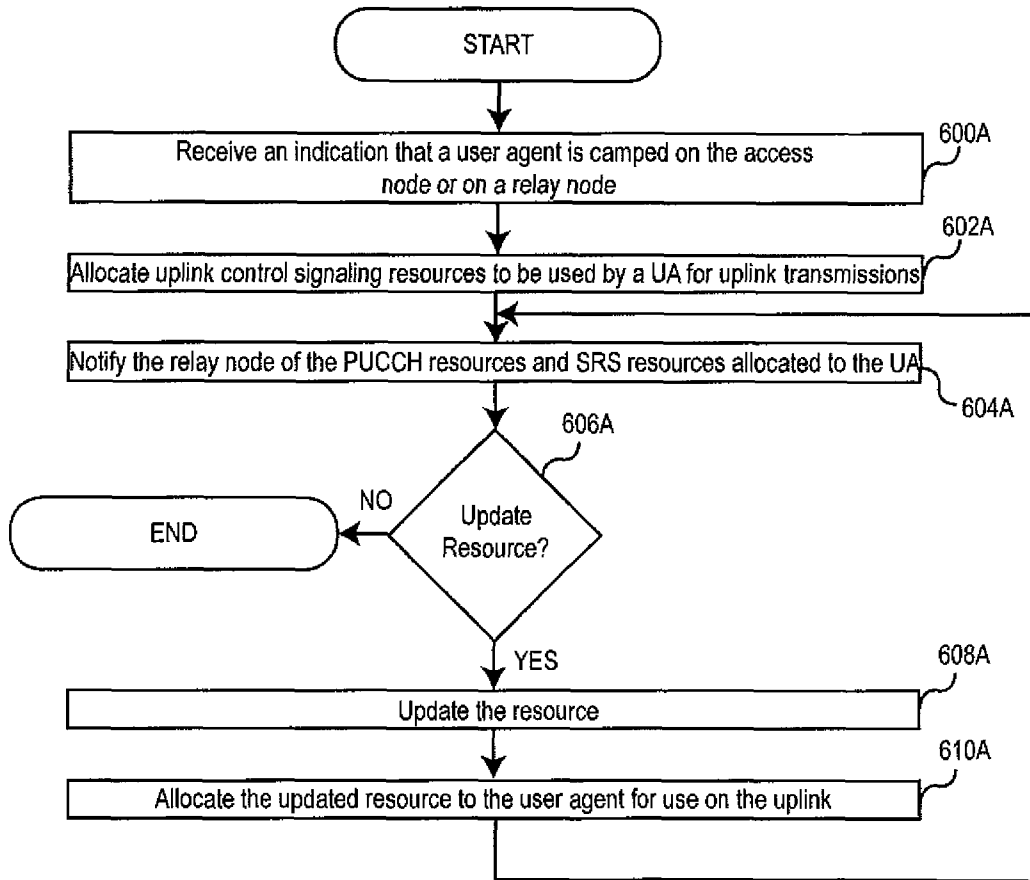 START
600A
Receive an indication that a user agent is camped on the access
node or on a relay node
602A
Allocate uplink control signaling resources to be used by a UA for uplink transmissions
Notify the relay node of the PUCCH resources and SRS resources allocated to the UA
604A
606A
NO
END
Update
Resource?
YES
608A
Update the resource
610A
Allocate the updated resource to the user agent for use on the uplink